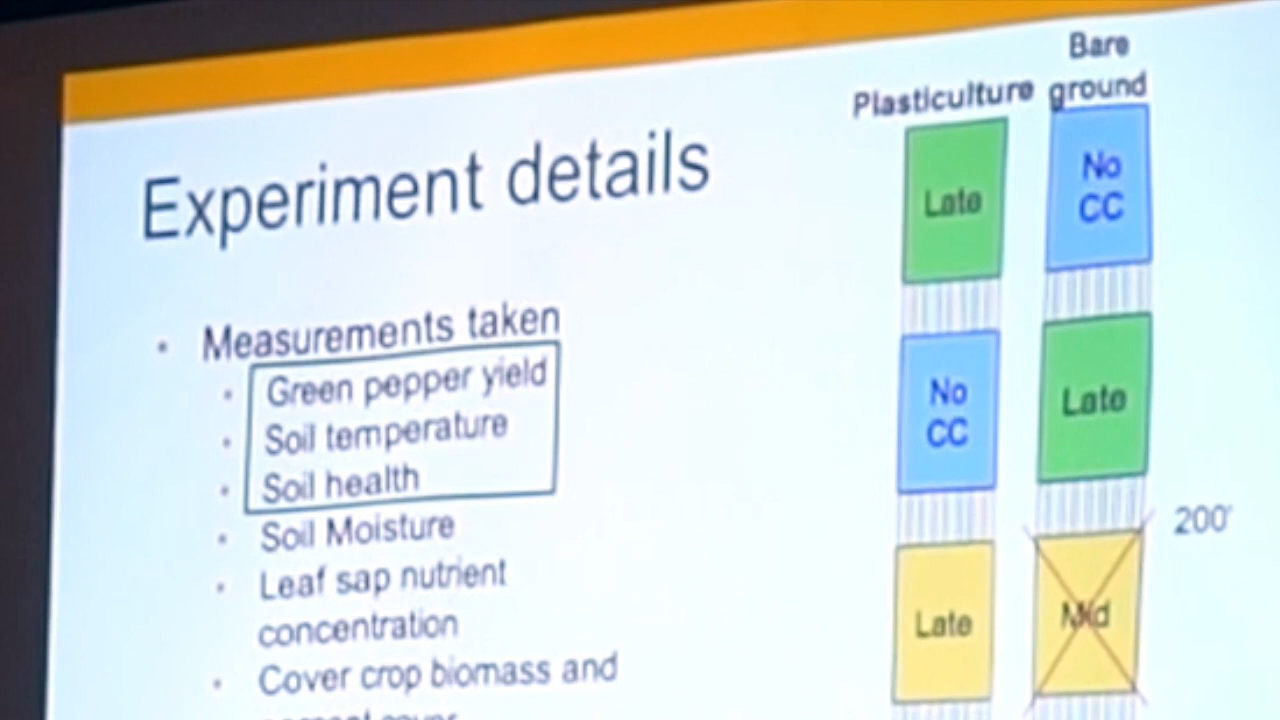 Experiment details
• Measurements taken
• Green pepper yield
• Soil temperature
• Soil health
• Soil Moisture
• Leaf sap nutrient
concentration
• Cover crop biomass and
Plasticulture
Bare
ground
Late
No
CC
No
CC
Late
200'
Late
Mid